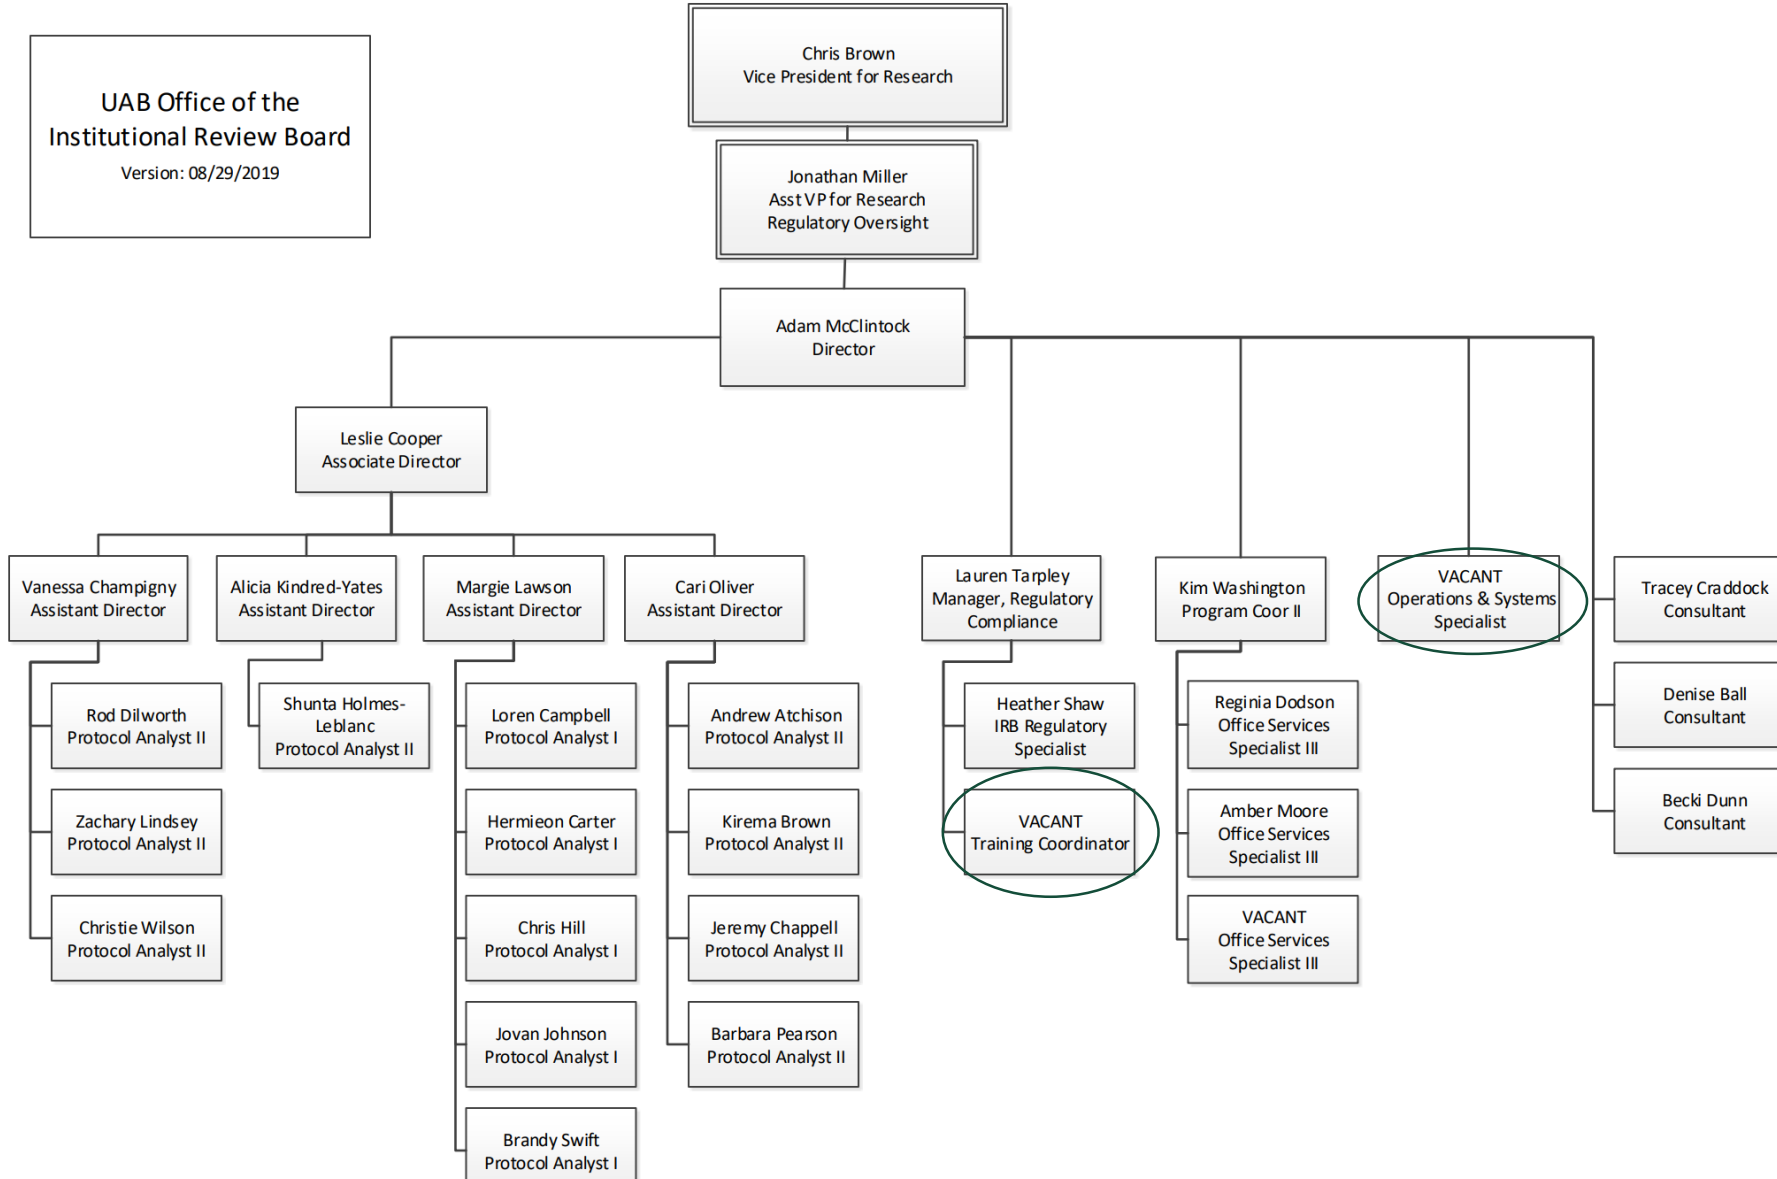 UAB Office of the
Institutional Review Board
Version: 08/29/2019
Chris Brown
Vice President for Research
Jonathan Miller
Asst VP for Research
Regulatory Oversight
Adam McClintock
Director
Leslie Cooper
Associate Director
Vanessa Champigny
Assistant Director
Rod Dilworth
Protocol Analyst II
Zachary Lindsey
Protocol Analyst II
Christie Wilson
Protocol Analyst II
Alicia Kindred-Yates
Assistant Director
Shunta Holmes-
Leblanc
Protocol Analyst II
Margie Lawson
Assistant Director
Loren Campbell
Protocol Analyst I
Hermieon Carter
Protocol Analyst I
Chris Hill
Protocol Analyst I
Jovan Johnson
Protocol Analyst I
Brandy Swift
Protocol Analyst I
Cari Oliver
Assistant Director
Andrew Atchison
Protocol Analyst II
Kirema Brown
Protocol Analyst II
Jeremy Chappell
Protocol Analyst II
Barbara Pearson
Protocol Analyst II
Lauren Tarpley
Manager, Regulatory
Compliance
Heather Shaw
IRB Regulatory
Specialist
VACANT
Training Coordinator
Kim Washington
Program Coor II
Reginia Dodson
Office Services
Specialist III
Amber Moore
Office Services
Specialist III
VACANT
Office Services
Specialist III
VACANT
Operations & Systems
Specialist
Tracey Craddock
Consultant
Denise Ball
Consultant
Becki Dunn
Consultant